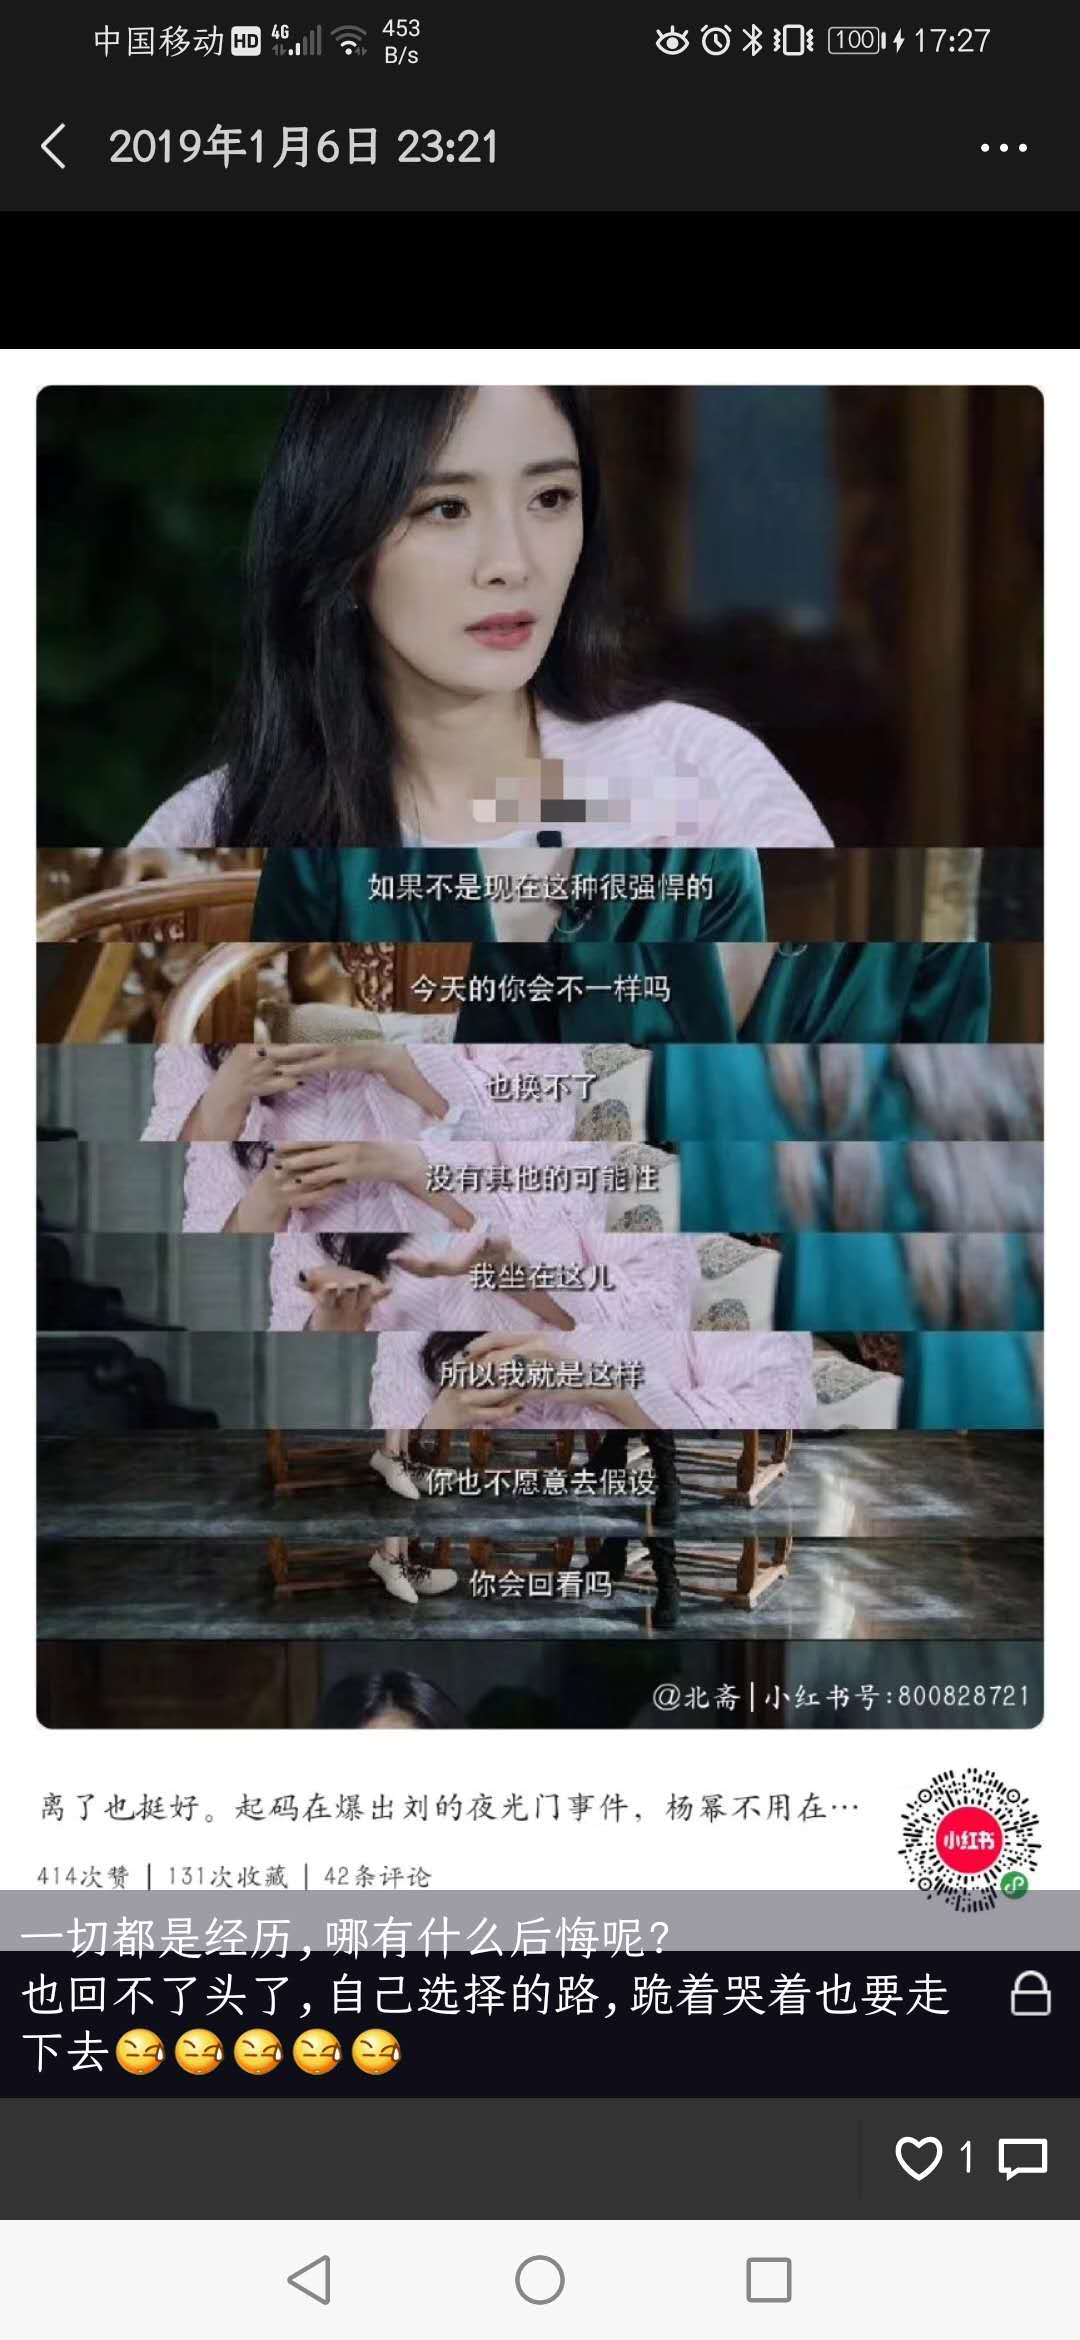 中国移动 HD 4G 453 B/s 100 17:27
2019年1月6日 23:21
如果不是现在这种很强悍的
今天的你会不一样吗
也换不了
没有其他的可能性
我坐在这儿
所以我就是这样
你也不愿意去假设
你会回看吗
@北斋|小红书号:800828721
离了也挺好。起码在爆出刘的夜光门事件，杨幂不用在…
小红书
414次赞 | 131次收藏 | 42条评论
一切都是经历,哪有什么后悔呢?
也回不了头了,自己选择的路,跪着哭着也要走
下去😅😅😅😅😅
1